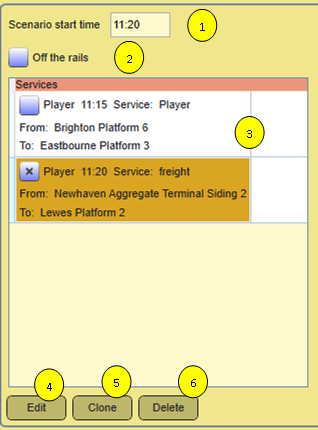 Scenario start time 11:20 1
Off the rails 2
Services
Player 11:15 Service: Player
From: Brighton Platform 6 3
To: Eastbourne Platform 3
Player 11:20 Service: freight
From: Newhaven Aggregate Terminal Siding 2
To: Lewes Platform 2
4 5 6
Edit Clone Delete